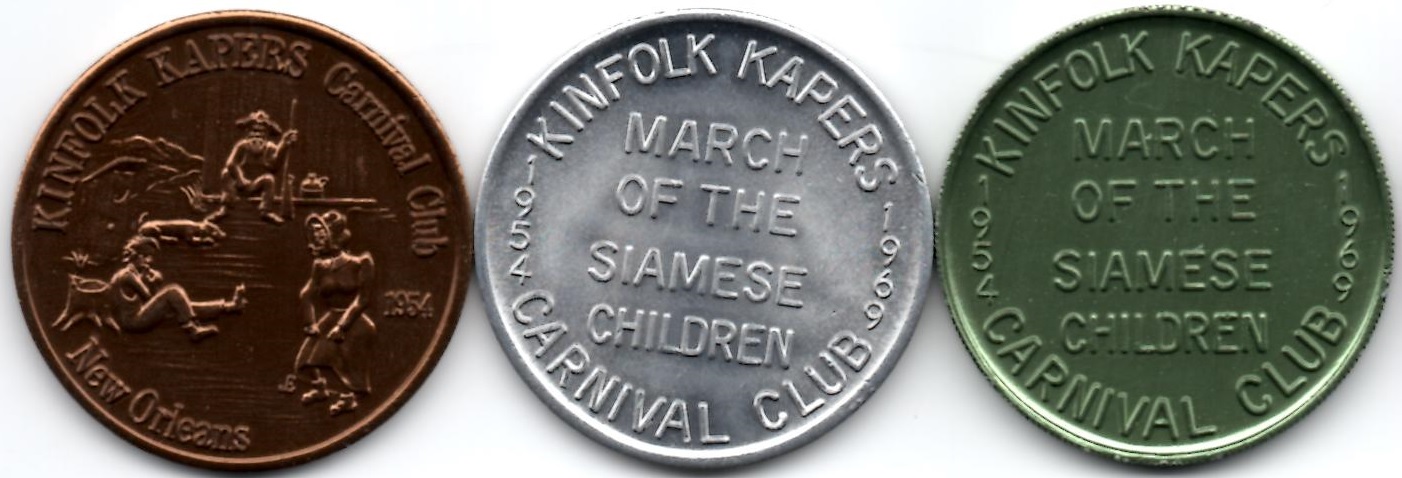 KINFOLK KAPERS Carnival Club
1954
New Orleans
KINFOLK KAPERS
MARCH
OF THE
SIAMESE
CHILDREN
1954
1969
CARNIVAL CLUB
KINFOLK KAPERS
MARCH
OF THE
SIAMESE
CHILDREN
1954
1969
CARNIVAL CLUB